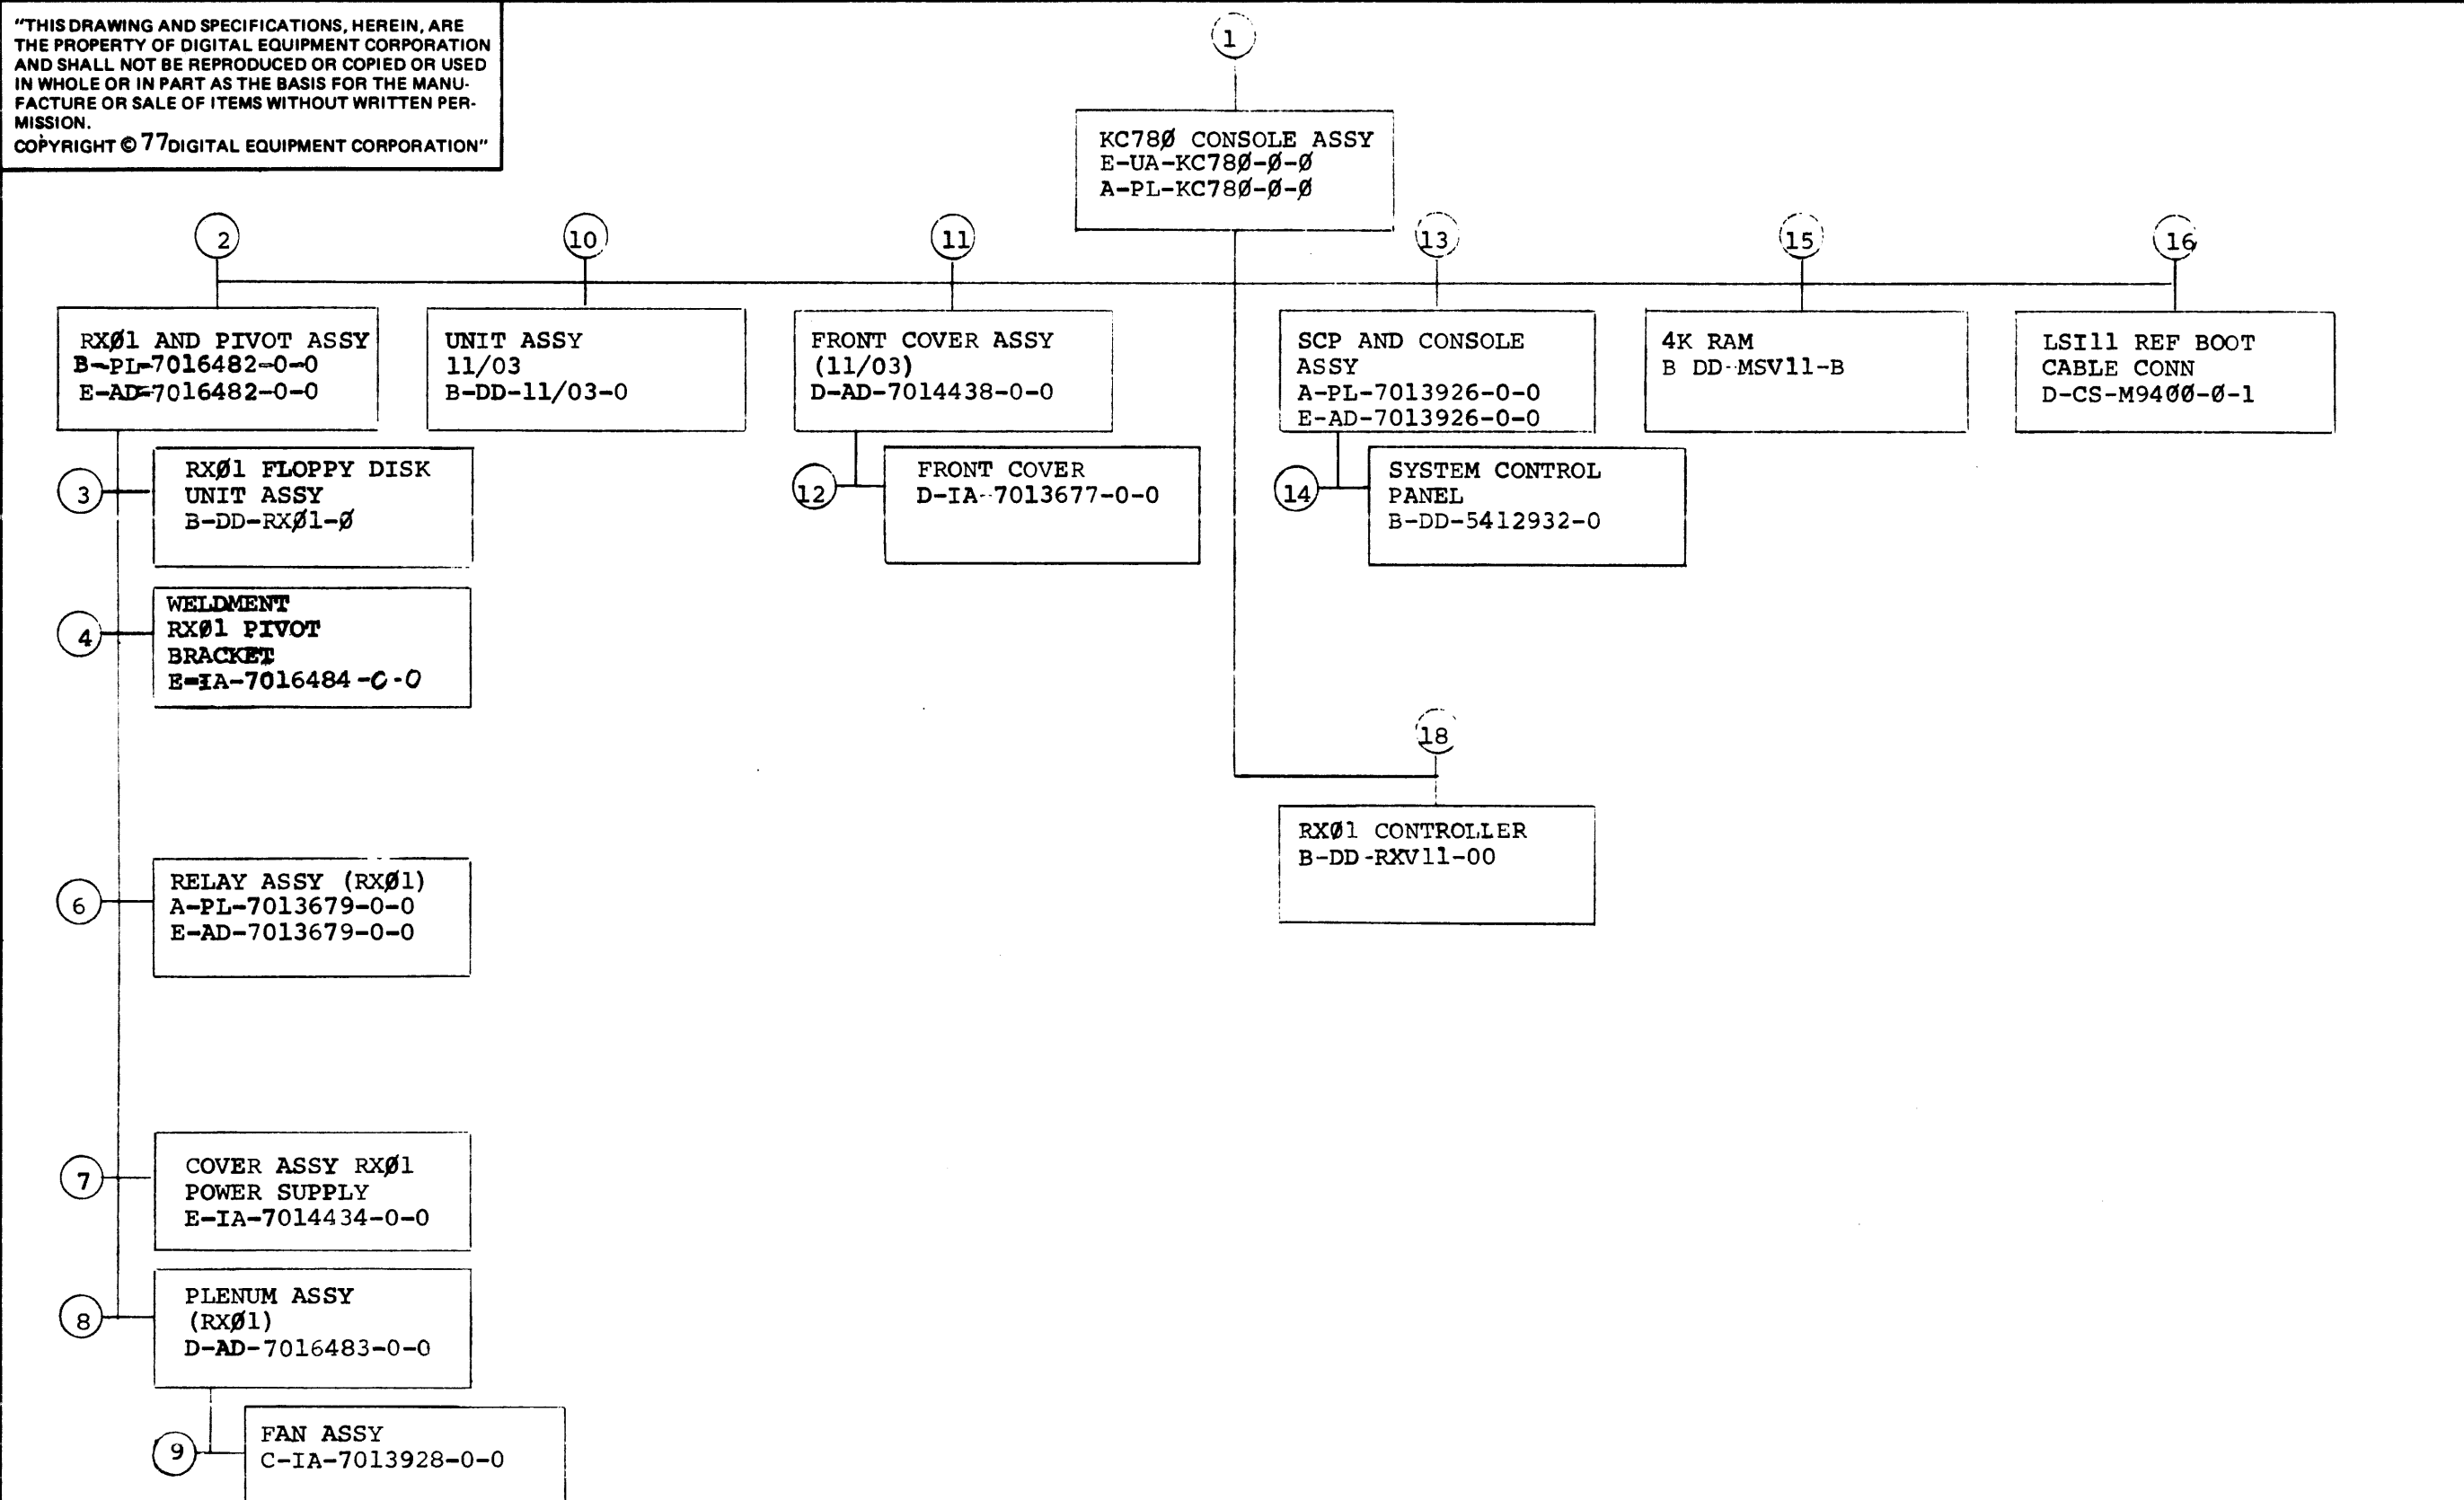 "THIS DRAWING AND SPECIFICATIONS, HEREIN, ARE
THE PROPERTY OF DIGITAL EQUIPMENT CORPORATION
AND SHALL NOT BE REPRODUCED OR COPIED OR USED
IN WHOLE OR IN PART AS THE BASIS FOR THE MANU-
FACTURE OR SALE OF ITEMS WITHOUT WRITTEN PER-
MISSION.
COPYRIGHT © 77 DIGITAL EQUIPMENT CORPORATION"
1
KC78Ø CONSOLE ASSY
E-UA-KC78Ø-Ø-Ø
A-PL-KC78Ø-Ø-Ø
2
RXØ1 AND PIVOT ASSY
B-PL-7016482-0-0
E-AD-7016482-0-0
10
UNIT ASSY
11/03
B-DD-11/03-0
11
FRONT COVER ASSY
(11/03)
D-AD-7014438-0-0
13
SCP AND CONSOLE
ASSY
A-PL-7013926-0-0
E-AD-7013926-0-0
15
4K RAM
B DD-MSV11-B
16
LSI11 REF BOOT
CABLE CONN
D-CS-M94ØØ-Ø-1
3
RXØ1 FLOPPY DISK
UNIT ASSY
B-DD-RXØ1-Ø
12
FRONT COVER
D-IA-7013677-0-0
14
SYSTEM CONTROL
PANEL
B-DD-5412932-0
4
WELDMENT
RXØ1 PIVOT
BRACKET
E-IA-7016484-0-0
18
RXØ1 CONTROLLER
B-DD-RXV11-00
6
RELAY ASSY (RXØ1)
A-PL-7013679-0-0
E-AD-7013679-0-0
7
COVER ASSY RXØ1
POWER SUPPLY
E-IA-7014434-0-0
8
PLENUM ASSY
(RXØ1)
D-AD-7016483-0-0
9
FAN ASSY
C-IA-7013928-0-0